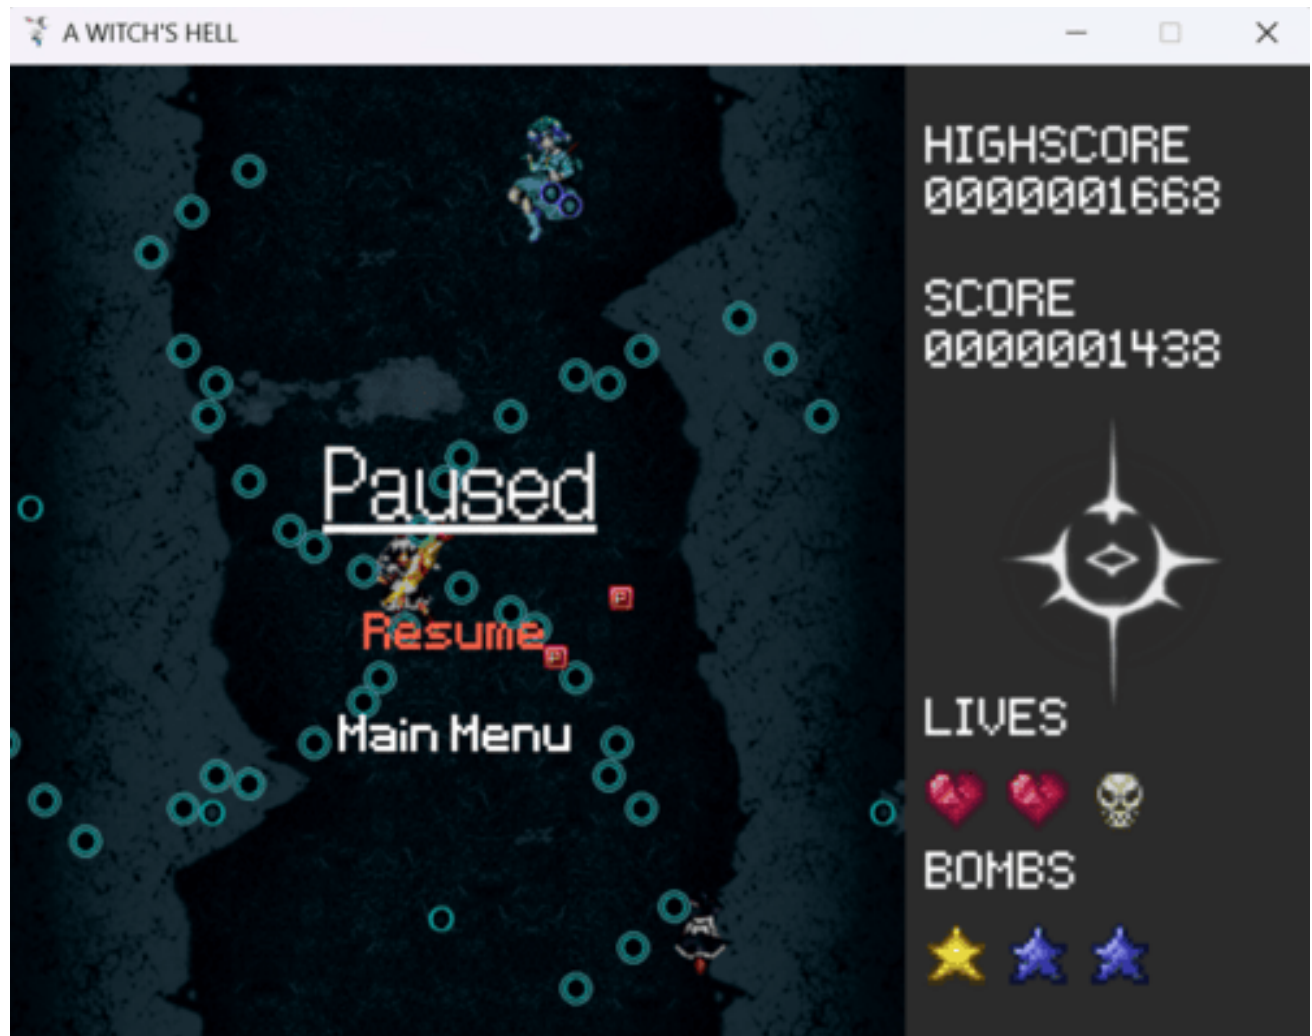 A WITCH'S HELL
HIGHSCORE
0000001668
SCORE
0000001438
Paused
Resume
Main Menu
LIVES
BOMBS